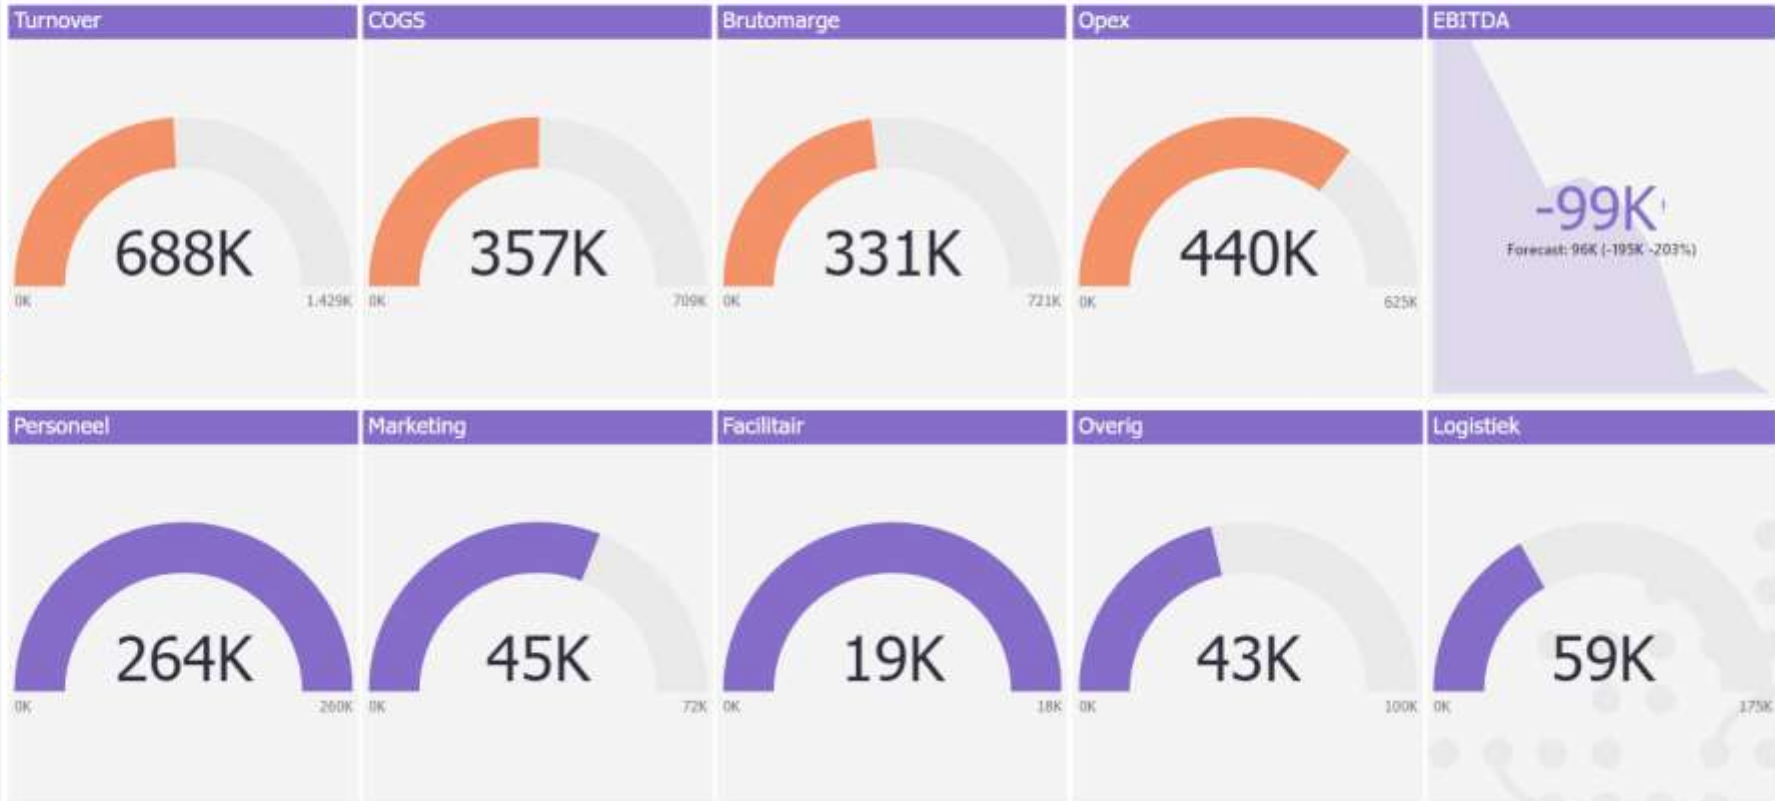 Turnover
0K
688K
1.429K
COGS
0K
357K
709K
Brutomarge
0K
331K
721K
Opex
0K
440K
625K
EBITDA
-99K!
Forecast: 96K (-195K -203%)
Personeel
0K
264K
260K
Marketing
0K
45K
72K
Facilitair
0K
19K
18K
Overig
0K
43K
100K
Logistiek
0K
59K
175K